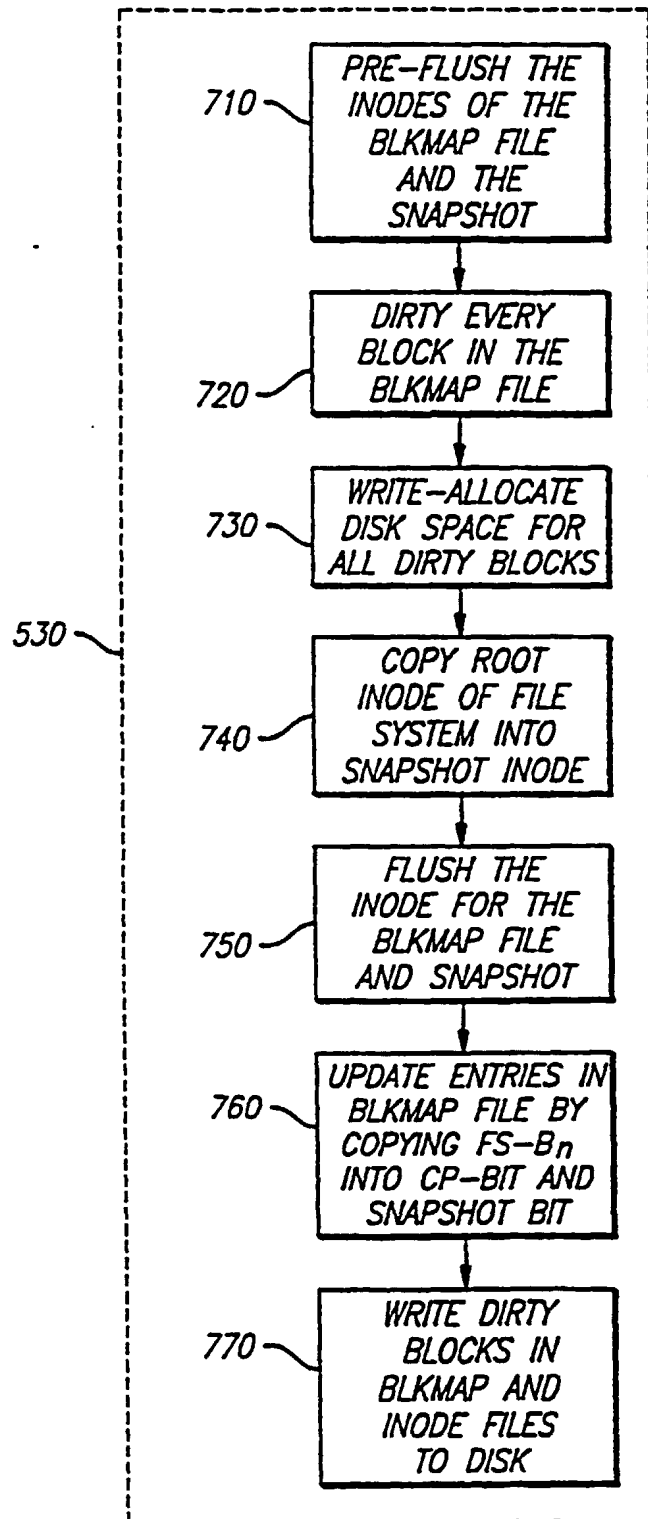 710
PRE-FLUSH THE
INODES OF THE
BLKMAP FILE
AND THE
SNAPSHOT
720
DIRTY EVERY
BLOCK IN THE
BLKMAP FILE
730
WRITE-ALLOCATE
DISK SPACE FOR
ALL DIRTY BLOCKS
530
740
COPY ROOT
INODE OF FILE
SYSTEM INTO
SNAPSHOT INODE
750
FLUSH THE
INODE FOR THE
BLKMAP FILE
AND SNAPSHOT
760
UPDATE ENTRIES IN
BLKMAP FILE BY
COPYING FS-Bn
INTO CP-BIT AND
SNAPSHOT BIT
770
WRITE DIRTY
BLOCKS IN
BLKMAP AND
INODE FILES
TO DISK